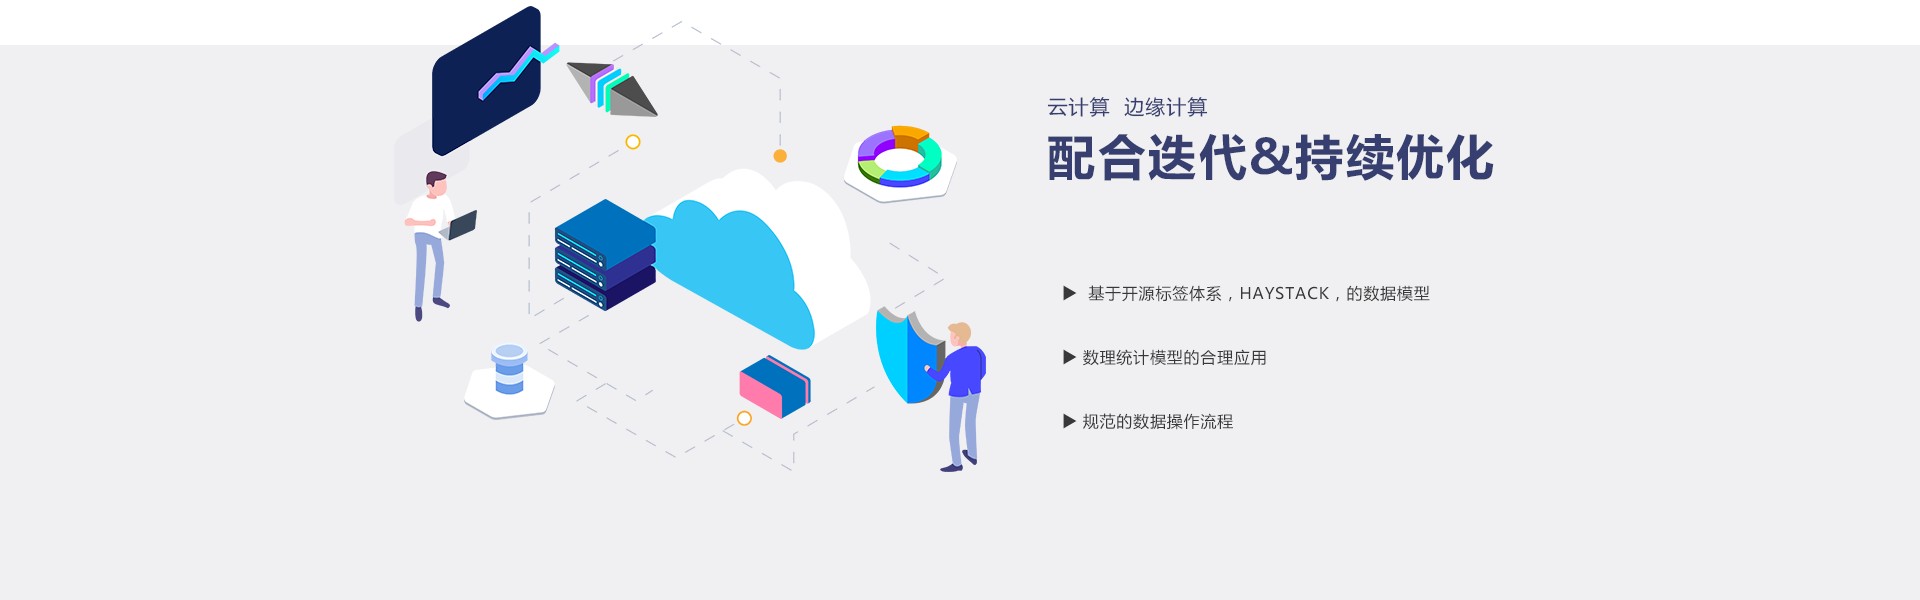 云计算 边缘计算
配合迭代&持续优化
▶ 基于开源标签体系，HAYSTACK，的数据模型
▶ 数理统计模型的合理应用
▶ 规范的数据操作流程